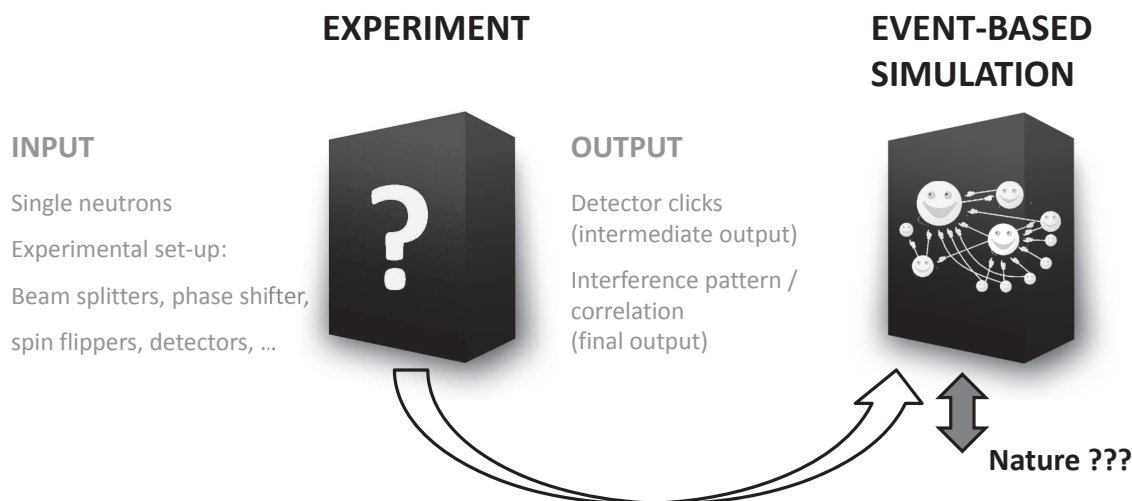 EXPERIMENT
EVENT-BASED
SIMULATION
INPUT
Single neutrons
Experimental set-up:
Beam splitters, phase shifter,
spin flippers, detectors, ...
?
OUTPUT
Detector clicks
(intermediate output)
Interference pattern /
correlation
(final output)
Nature ???